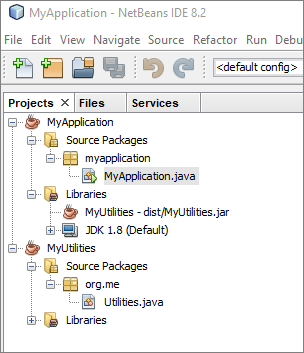 MyApplication - NetBeans IDE 8.2
File Edit View Navigate Source Refactor Run Debu
<default config>
Projects × Files Services
MyApplication
Source Packages
myapplication
MyApplication.java
Libraries
MyUtilities - dist/MyUtilities.jar
JDK 1.8 (Default)
MyUtilities
Source Packages
org.me
Utilities.java
Libraries